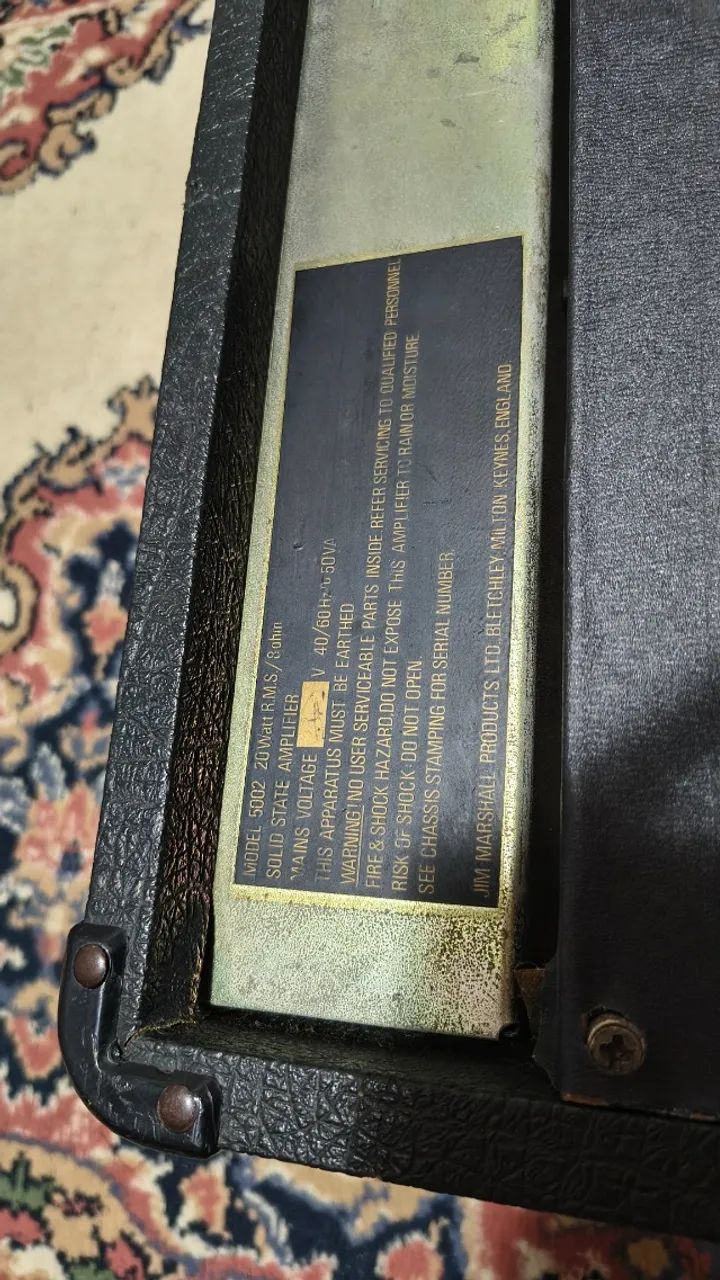 MODEL 5002 20Watt R.M.S/8ohm
SOLID STATE AMPLIFIER
MAINS VOLTAGE V 40/60Hz 50VA
THIS APPARATUS MUST BE EARTHED
WARNING! NO USER SERVICEABLE PARTS INSIDE. REFER SERVICING TO QUALIFIED PERSONNEL
FIRE & SHOCK HAZARD. DO NOT EXPOSE THIS AMPLIFIER TO RAIN OR MOISTURE
RISK OF SHOCK DO NOT OPEN.
SEE CHASSIS STAMPING FOR SERIAL NUMBER.
JIM MARSHALL PRODUCTS LTD. BLETCHLEY, MILTON KEYNES, ENGLAND